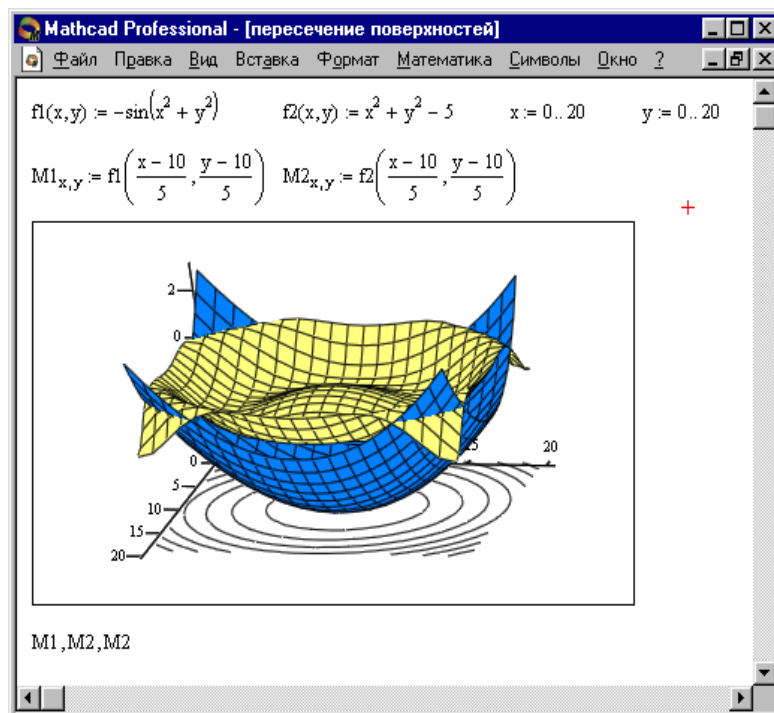 Mathcad Professional - [пересечение поверхностей]
Файл Правка Вид Вставка Формат Математика Символы Окно ?
f1(x,y) := -sin(x² + y²) f2(x,y) := x² + y² - 5 x := 0.. 20 y := 0.. 20
M1x,y := f1((x - 10)/5, (y - 10)/5) M2x,y := f2((x - 10)/5, (y - 10)/5)
2
0
15 20
0
5
10
15
20
M1,M2,M2